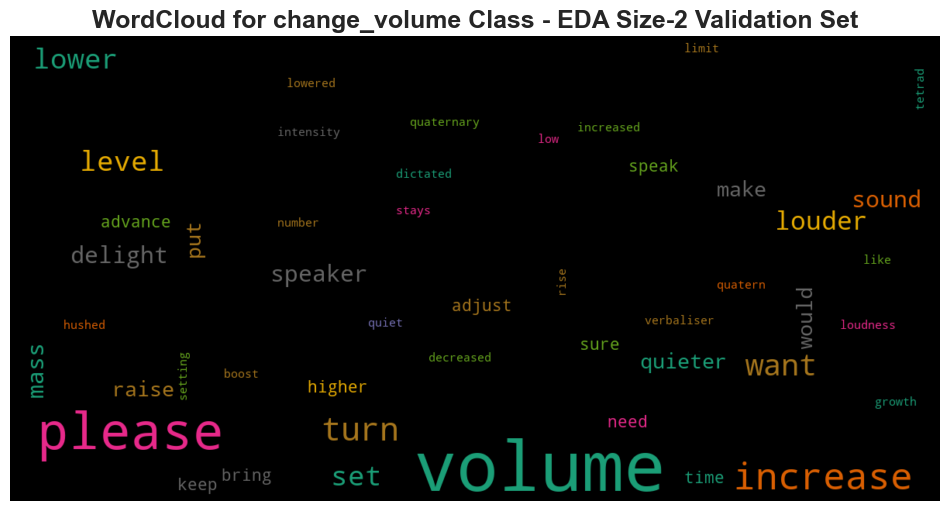 WordCloud for change_volume Class - EDA Size-2 Validation Set
limit
lower
tetrad
lowered
quaternary
increased
intensity
low
level
speak
dictated
make
sound
stays
louder
advance
number
put
delight
like
speaker
rise
quatern
adjust
would
verbaliser
hushed
quiet
loudness
sure
decreased
quieter
want
mass
setting
boost
raise
higher
growth
need
please
turn
volume
set
bring
keep
time
increase